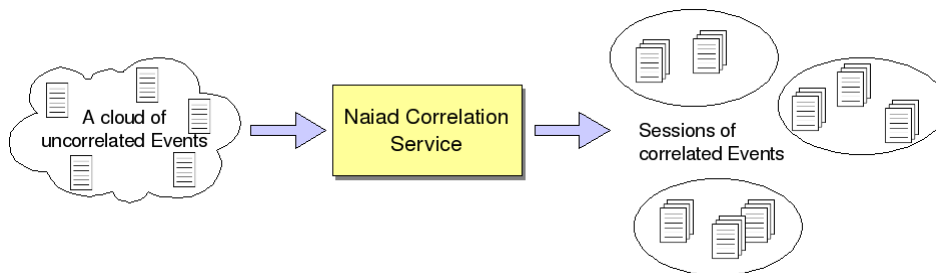 A cloud of
uncorrelated Events
Naiad Correlation
Service
Sessions of
correlated Events